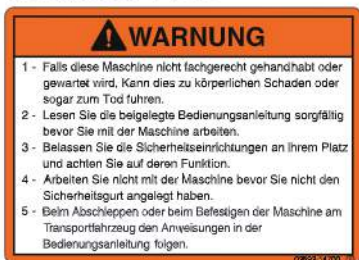 WARNUNG
1 - Falls diese Maschine nicht fachgerecht gehandhabt oder
gewartet wird, Kann dies zu körperlichen Schaden oder
sogar zum Tod fuhren.
2 - Lesen Sie die beigelegte Bedienungsanleitung sorgfältig
bevor Sie mit der Maschine arbeiten.
3 - Belassen Sie die Sicherheitseinrichtungen an ihrem Platz
und achten Sie auf deren Funktion.
4 - Arbeiten Sie nicht mit der Maschine bevor Sie nicht den
Sicherheitsgurt angelegt haben.
5 - Beim Abschleppen oder beim Befestigen der Maschine am
Transportfahrzeug den Anweisungen in der
Bedienungsanleitung folgen.